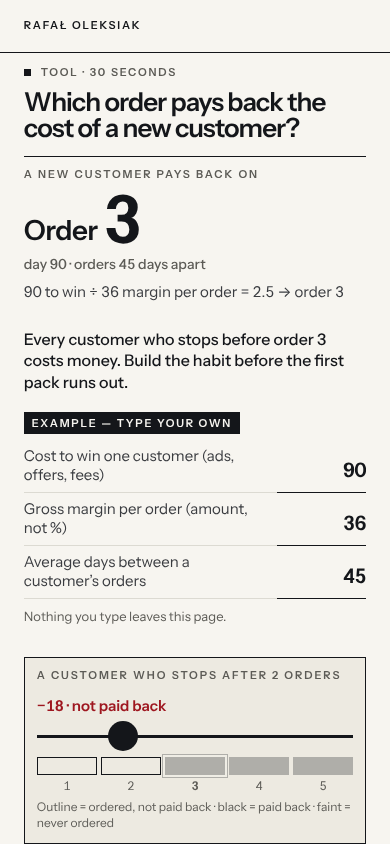 RAFAŁ OLEKSIAK
TOOL · 30 SECONDS
Which order pays back the
cost of a new customer?
A NEW CUSTOMER PAYS BACK ON
Order 3
day 90 · orders 45 days apart
90 to win ÷ 36 margin per order = 2.5 → order 3
Every customer who stops before order 3
costs money. Build the habit before the first
pack runs out.
EXAMPLE — TYPE YOUR OWN
Cost to win one customer (ads,
offers, fees)
90
Gross margin per order (amount,
not %)
36
Average days between a
customer’s orders
45
Nothing you type leaves this page.
A CUSTOMER WHO STOPS AFTER 2 ORDERS
−18 · not paid back
1 2 3 4 5
Outline = ordered, not paid back · black = paid back · faint =
never ordered